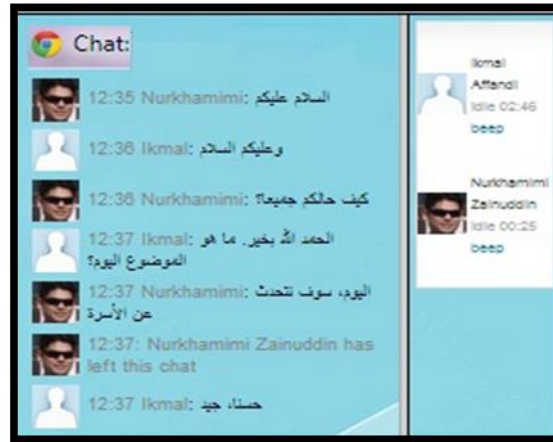 Chat:
12:35 Nurkhamimi: السلام عليكم
12:36 Ikmal: وعليكم السلام
12:36 Nurkhamimi: كيف حالكم جميعا؟
12:37 Ikmal: الحمد لله بخير. ما هو
الموضوع اليوم؟
12:37 Nurkhamimi: اليوم، سوف نتحدث
عن الأسرة
12:37: Nurkhamimi Zainuddin has
left this chat
12:37 Ikmal: حسنا، جيد
Ikmal
Affandi
Idle 02:46
beep
Nurkhamimi
Zainuddin
Idle 00:25
beep